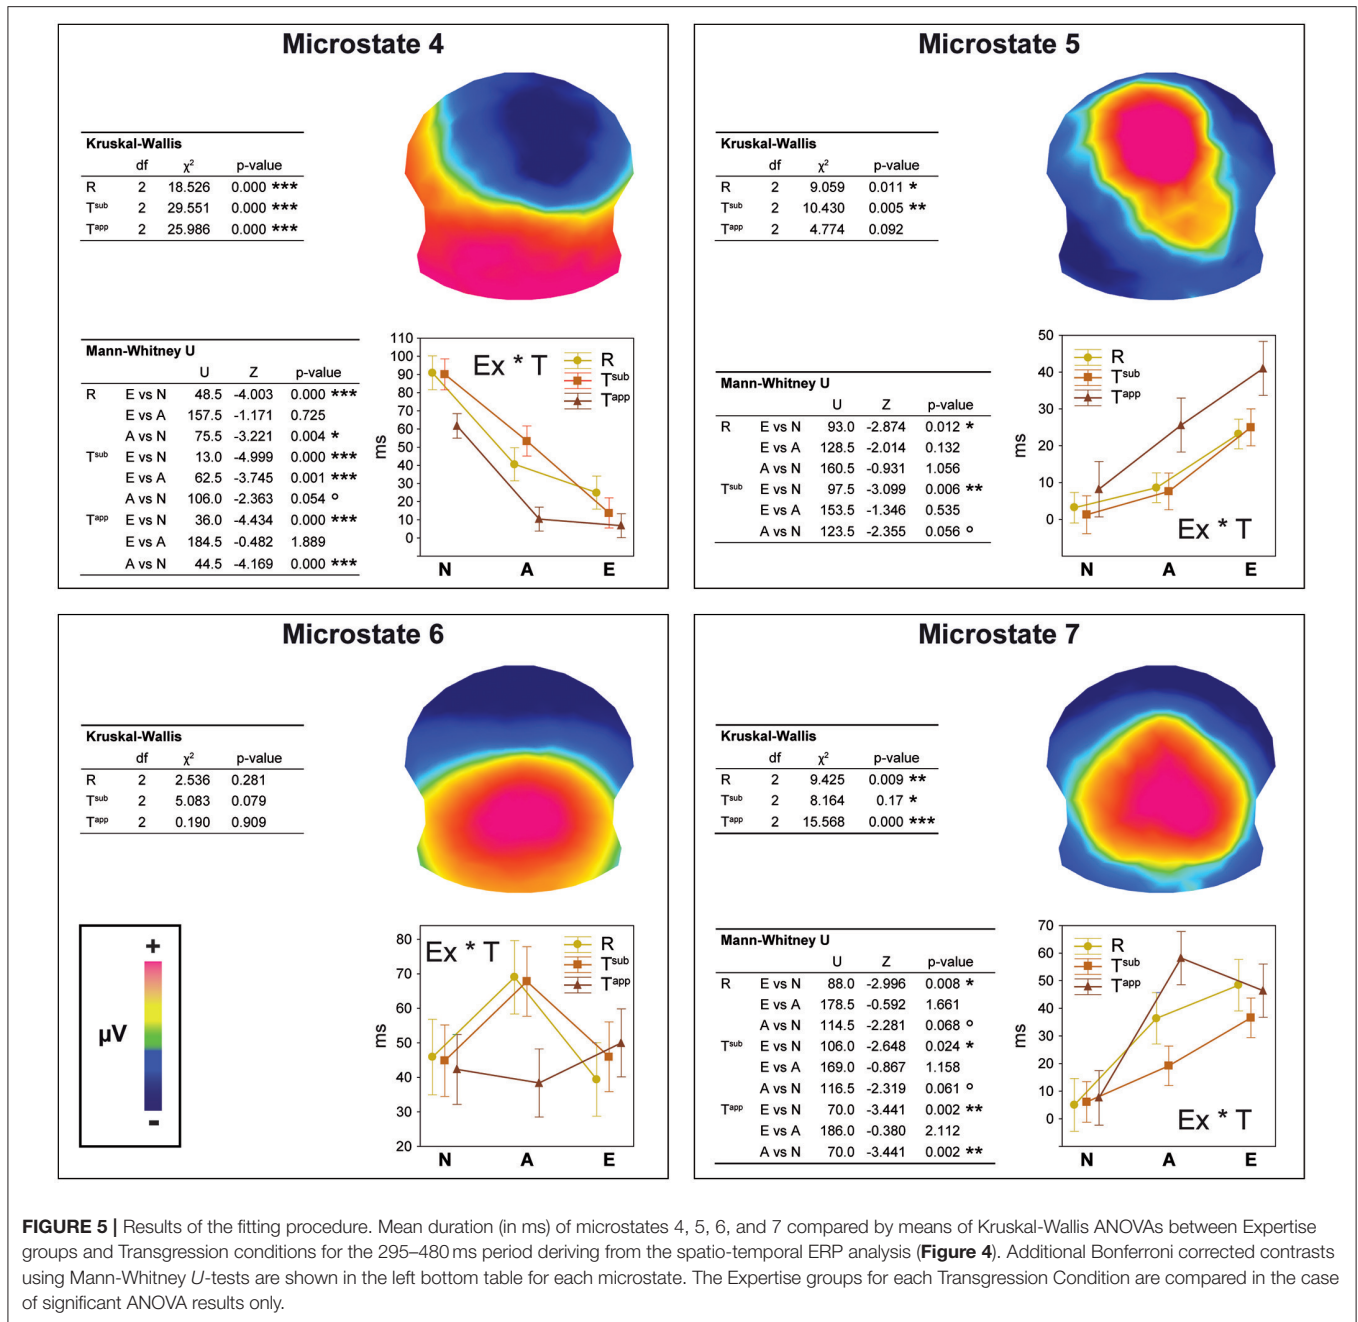 Microstate 4
Kruskal-Wallis
df χ² p-value
R 2 18.526 0.000 ***
Tsub 2 29.551 0.000 ***
Tapp 2 25.986 0.000 ***
Mann-Whitney U
U Z p-value
R E vs N 48.5 -4.003 0.000 ***
E vs A 157.5 -1.171 0.725
A vs N 75.5 -3.221 0.004 *
Tsub E vs N 13.0 -4.999 0.000 ***
E vs A 62.5 -3.745 0.001 ***
A vs N 106.0 -2.363 0.054 °
Tapp E vs N 36.0 -4.434 0.000 ***
E vs A 184.5 -0.482 1.889
A vs N 44.5 -4.169 0.000 ***
110
100
90
80
70
60
50
40
30
20
10
0
ms
Ex * T
R
Tsub
Tapp
N A E
Microstate 5
Kruskal-Wallis
df χ² p-value
R 2 9.059 0.011 *
Tsub 2 10.430 0.005 **
Tapp 2 4.774 0.092
Mann-Whitney U
U Z p-value
R E vs N 93.0 -2.874 0.012 *
E vs A 128.5 -2.014 0.132
A vs N 160.5 -0.931 1.056
Tsub E vs N 97.5 -3.099 0.006 **
E vs A 153.5 -1.346 0.535
A vs N 123.5 -2.355 0.056 °
50
40
30
20
10
0
ms
R
Tsub
Tapp
Ex * T
N A E
Microstate 6
Kruskal-Wallis
df χ² p-value
R 2 2.536 0.281
Tsub 2 5.083 0.079
Tapp 2 0.190 0.909
+
µV
-
80
70
60
50
40
30
20
ms
Ex * T
R
Tsub
Tapp
N A E
Microstate 7
Kruskal-Wallis
df χ² p-value
R 2 9.425 0.009 **
Tsub 2 8.164 0.17 *
Tapp 2 15.568 0.000 ***
Mann-Whitney U
U Z p-value
R E vs N 88.0 -2.996 0.008 *
E vs A 178.5 -0.592 1.661
A vs N 114.5 -2.281 0.068 °
Tsub E vs N 106.0 -2.648 0.024 *
E vs A 169.0 -0.867 1.158
A vs N 116.5 -2.319 0.061 °
Tapp E vs N 70.0 -3.441 0.002 **
E vs A 186.0 -0.380 2.112
A vs N 70.0 -3.441 0.002 **
70
60
50
40
30
20
10
0
ms
R
Tsub
Tapp
Ex * T
N A E
FIGURE 5 | Results of the fitting procedure. Mean duration (in ms) of microstates 4, 5, 6, and 7 compared by means of Kruskal-Wallis ANOVAs between Expertise
groups and Transgression conditions for the 295–480 ms period deriving from the spatio-temporal ERP analysis (Figure 4). Additional Bonferroni corrected contrasts
using Mann-Whitney U-tests are shown in the left bottom table for each microstate. The Expertise groups for each Transgression Condition are compared in the case
of significant ANOVA results only.